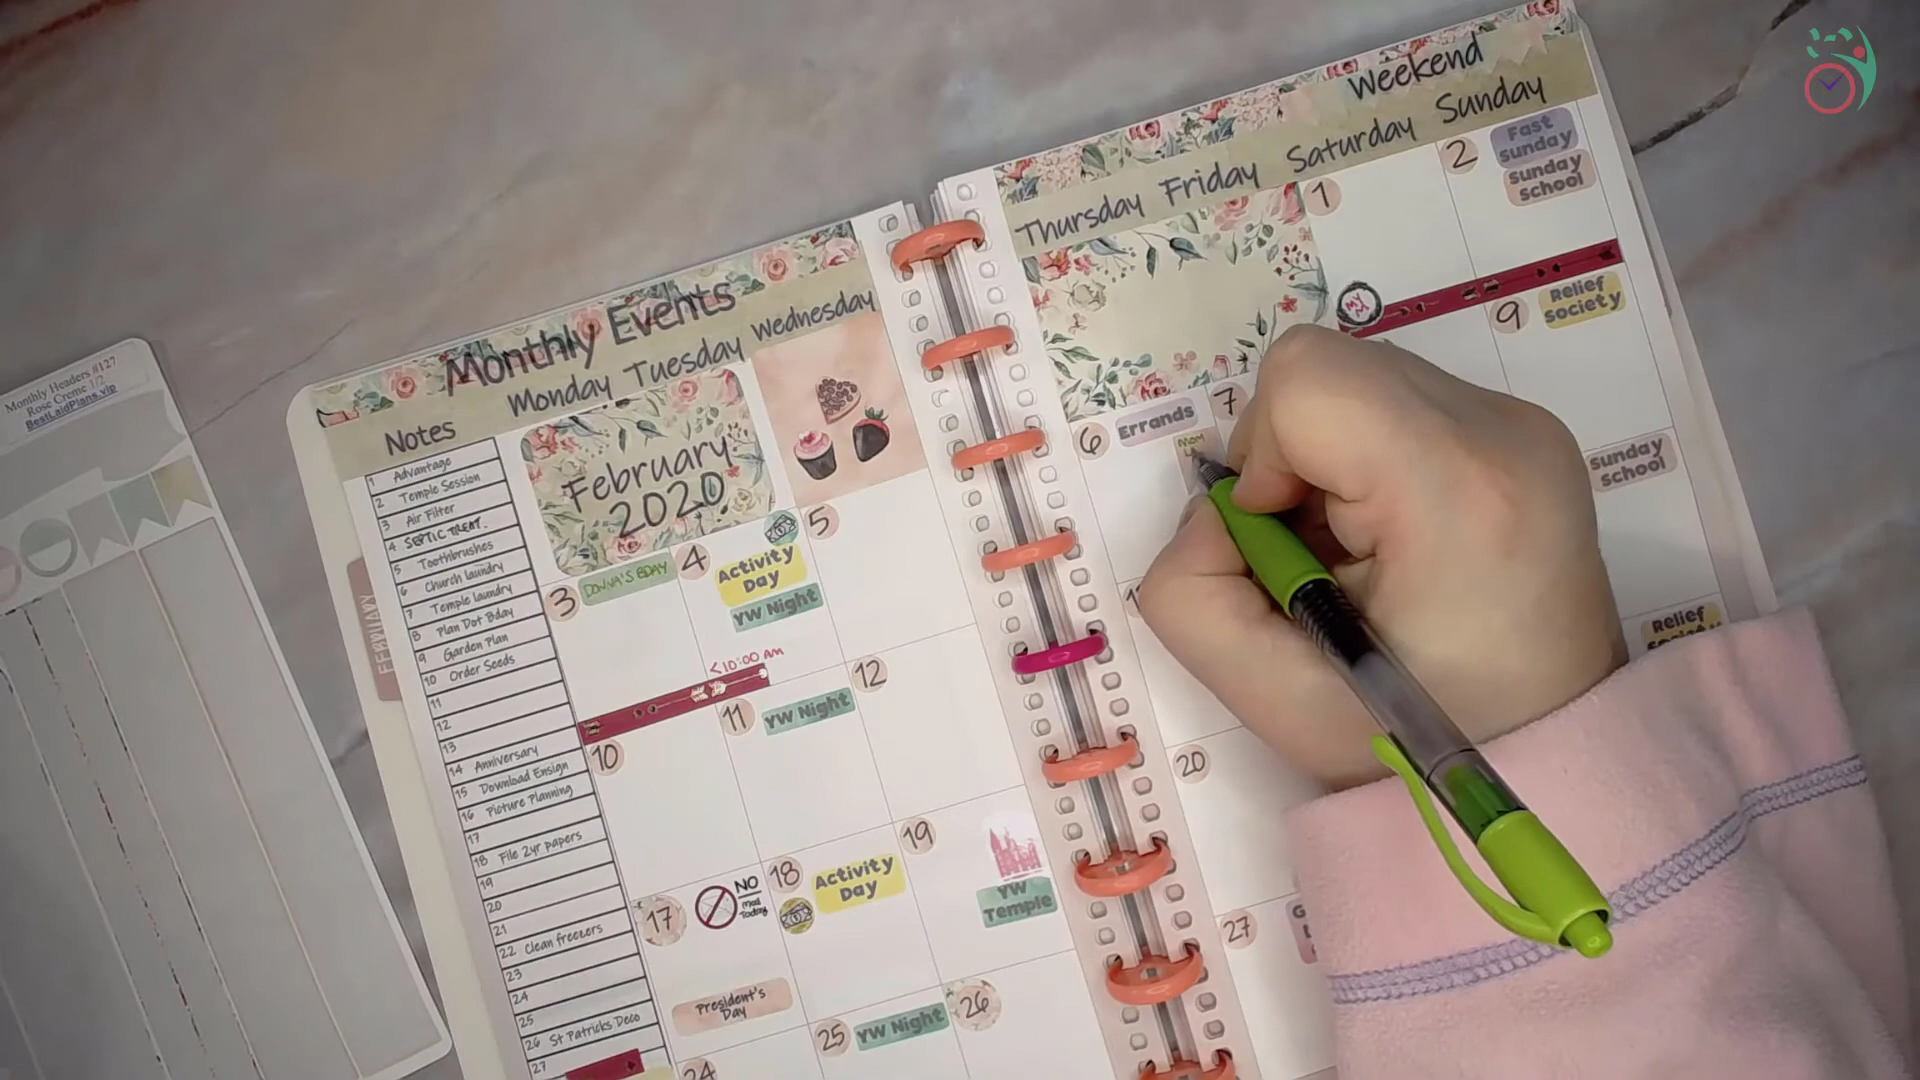 Monthly Headers #127
Rose Creme 1/2
BestLaidPlans.vip
FEBRUARY
Monthly Events
Notes
Monday Tuesday Wednesday
1 Advantage
2 Temple Session
3 Air Filter
4 SEPTIC TREAT.
5 Toothbrushes
6 Church laundry
7 Temple laundry
8 Plan Dot Bday
9 Garden Plan
10 Order Seeds
11
12
13
14 Anniversary
15 Download Ensign
16 Picture Planning
17
18 File 2yr papers
19
20
21
22 Clean freezers
23
24
25
26 St Patricks Deco
27
February
2020
3 DONNA'S BDAY
4
Activity
Day
YW Night
5
<10:00 AM
10
11 YW Night
12
17
NO
Mail
Today
President's
Day
18
Activity
Day
19
YW
Temple
24
25 YW Night
26
Weekend
Thursday Friday Saturday Sunday
1
2
Fast
Sunday
Sunday
School
MY
6 Errands
Mom
7
9
Relief
Society
Sunday
School
Relief
20
27